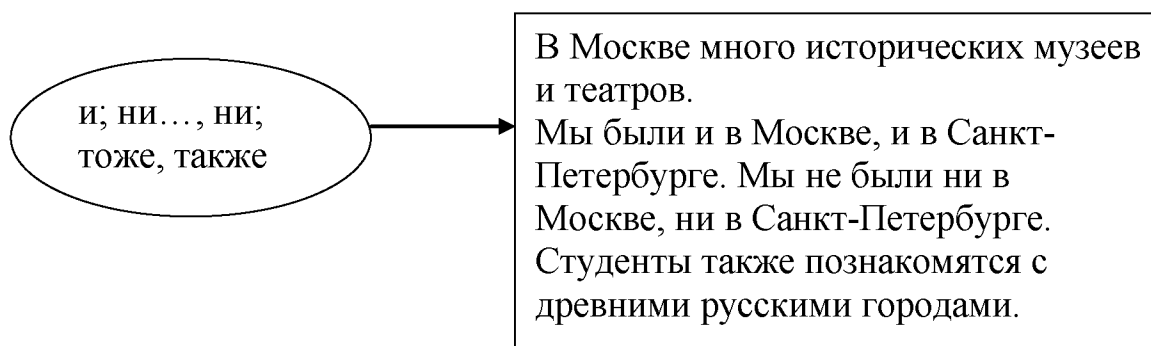 и; ни…, ни;
тоже, также
В Москве много исторических музеев
и театров.
Мы были и в Москве, и в Санкт-
Петербурге. Мы не были ни в
Москве, ни в Санкт-Петербурге.
Студенты также познакомятся с
древними русскими городами.